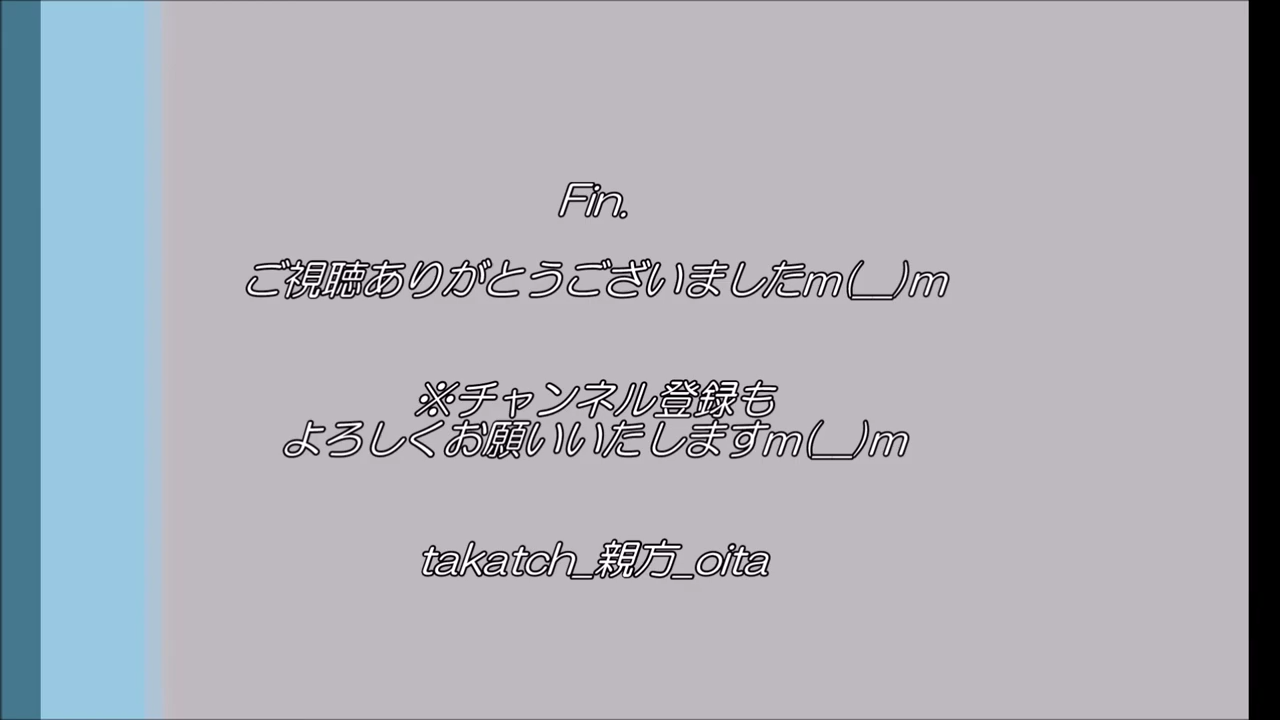 Fin.
ご視聴ありがとうございましたm(__)m
※チャンネル登録も
よろしくお願いいたしますm(__)m
takatch_親方_oita